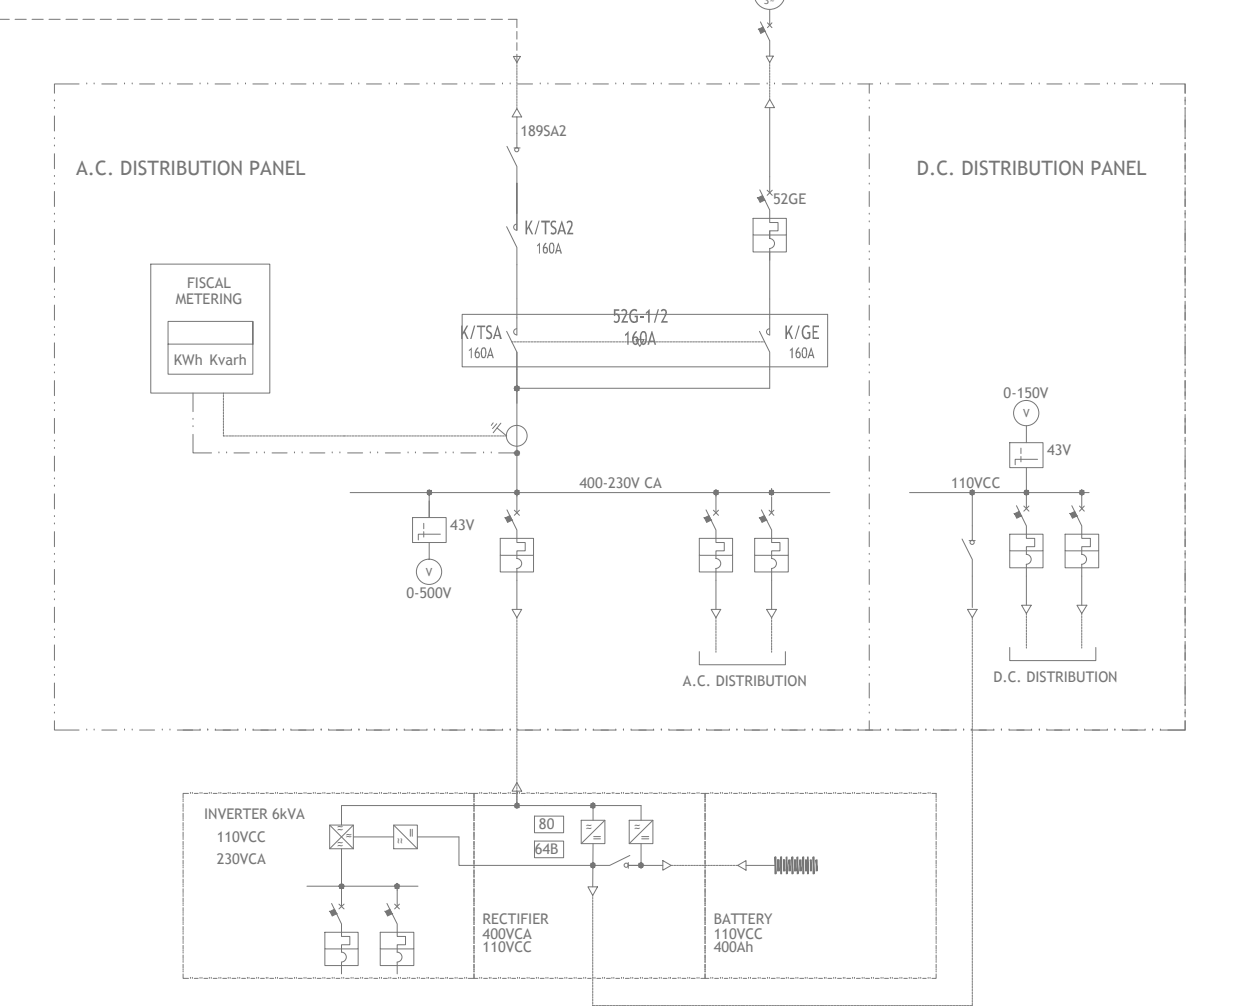 3~
189SA2
A.C. DISTRIBUTION PANEL
D.C. DISTRIBUTION PANEL
52GE
K/TSA2
160A
FISCAL
METERING
KWh Kvarh
52G-1/2
160A
K/TSA
160A
K/GE
160A
0-150V
V
43V
400-230V CA
110VCC
43V
V
0-500V
A.C. DISTRIBUTION
D.C. DISTRIBUTION
INVERTER 6kVA
110VCC
230VCA
80
64B
RECTIFIER
400VCA
110VCC
BATTERY
110VCC
400Ah